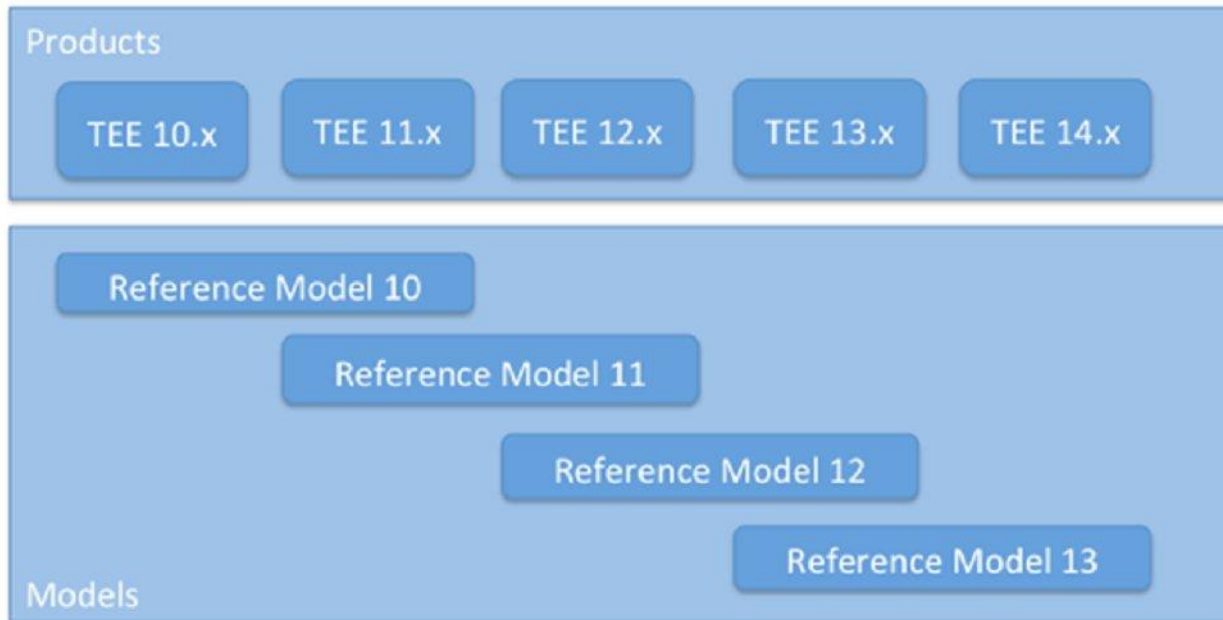 Products
TEE 10.x
TEE 11.x
TEE 12.x
TEE 13.x
TEE 14.x
Reference Model 10
Reference Model 11
Reference Model 12
Reference Model 13
Models